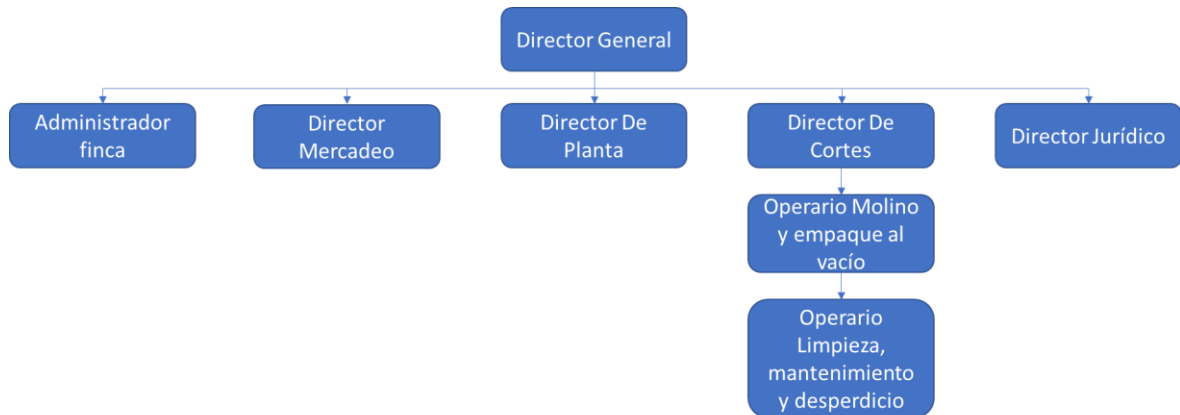 Director General
Administrador
finca
Director
Mercadeo
Director De
Planta
Director De
Cortes
Director Jurídico
Operario Molino
y empaque al
vacío
Operario
Limpieza,
mantenimiento
y desperdicio